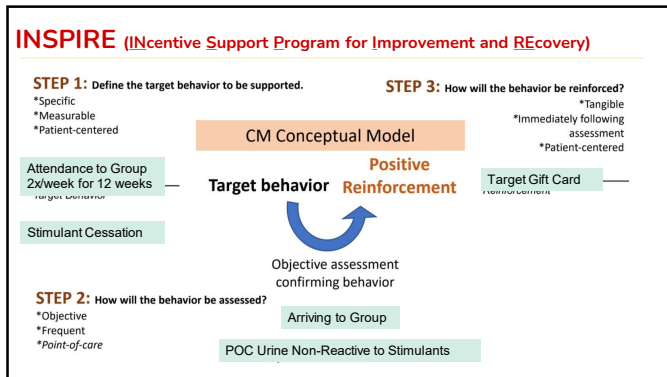 INSPIRE (INcentive Support Program for Improvement and REcovery)
STEP 1: Define the target behavior to be supported.
*Specific
*Measurable
*Patient-centered
STEP 3: How will the behavior be reinforced?
*Tangible
*Immediately following
assessment
*Patient-centered
CM Conceptual Model
Attendance to Group
2x/week for 12 weeks
Target Behavior
Stimulant Cessation
Target behavior
Positive
Reinforcement
Target Gift Card
Reinforcement
Objective assessment
confirming behavior
STEP 2: How will the behavior be assessed?
*Objective
*Frequent
*Point-of-care
Arriving to Group
POC Urine Non-Reactive to Stimulants